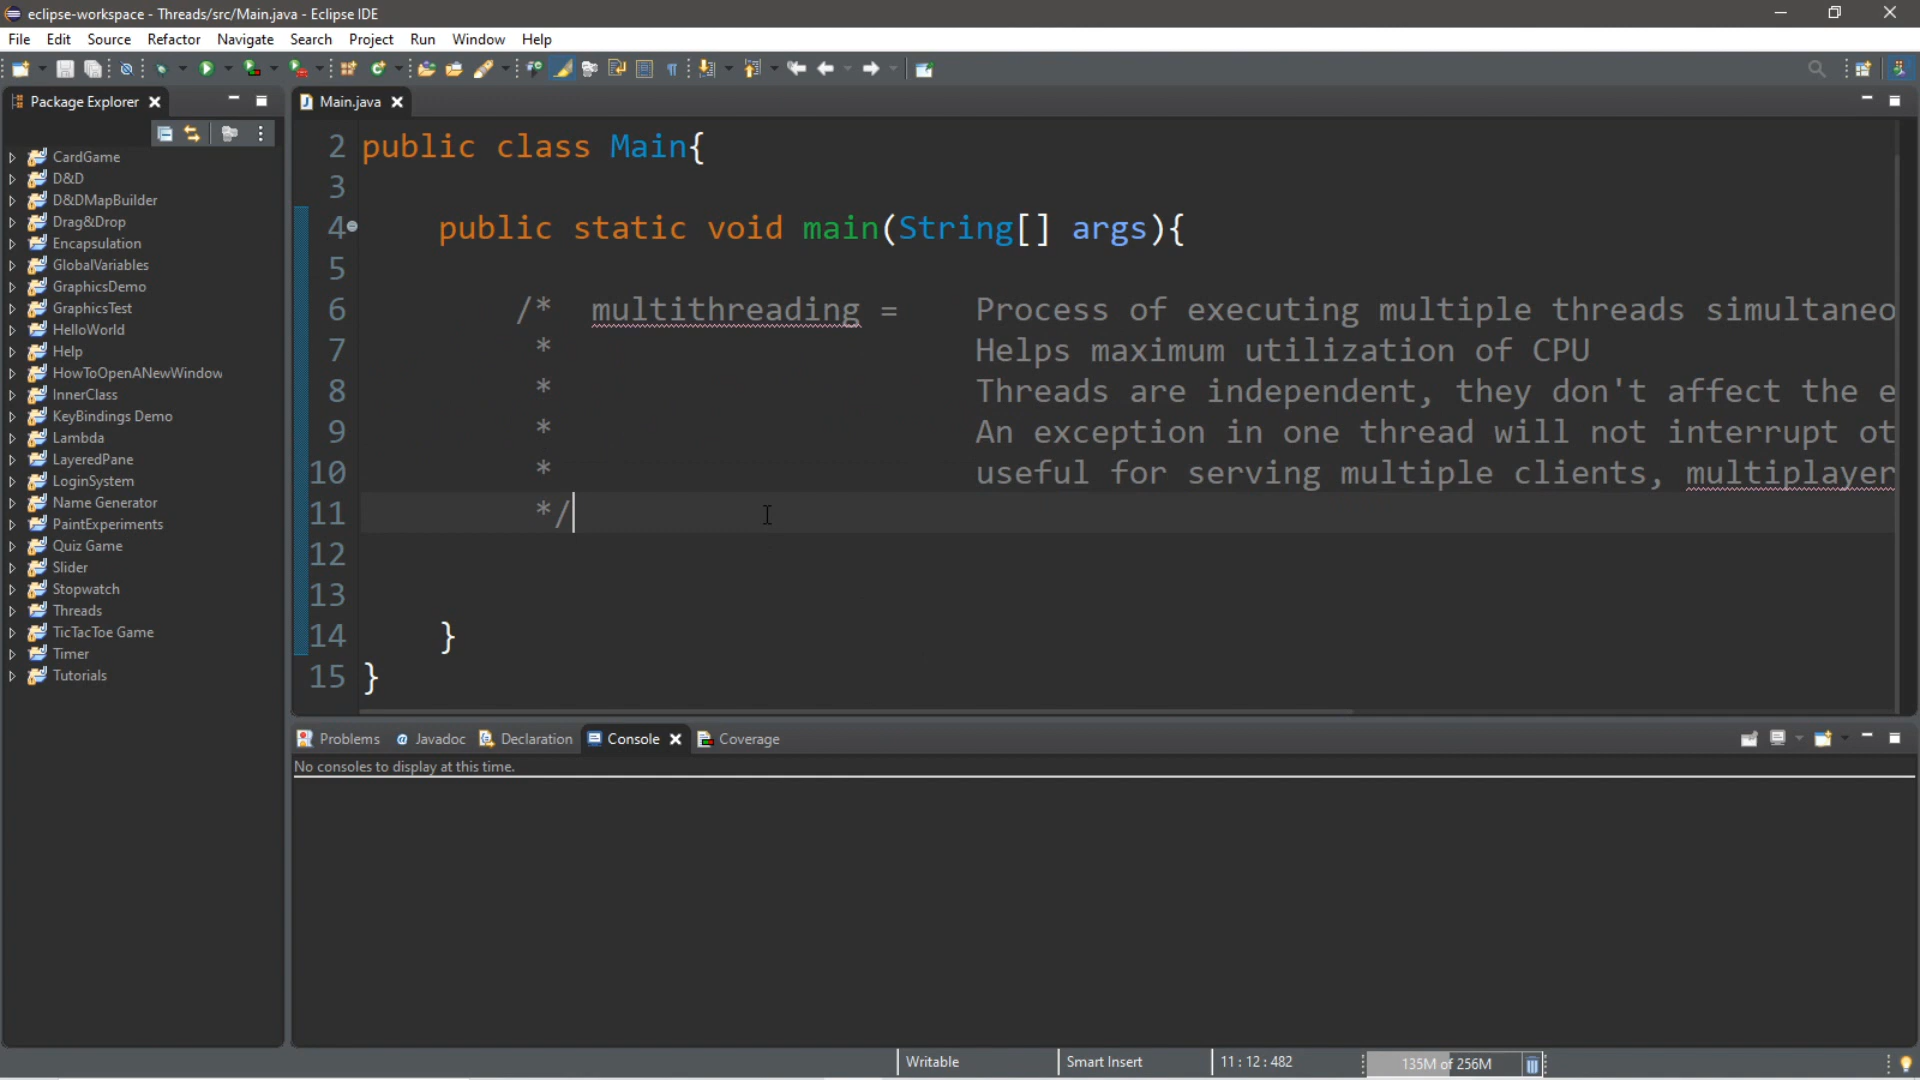 eclipse-workspace - Threads/src/Main.java - Eclipse IDE
File Edit Source Refactor Navigate Search Project Run Window Help
Package Explorer
Main.java
CardGame
D&D
D&DMapBuilder
Drag&Drop
Encapsulation
GlobalVariables
GraphicsDemo
GraphicsTest
HelloWorld
Help
HowToOpenANewWindow
InnerClass
KeyBindings Demo
Lambda
LayeredPane
LoginSystem
Name Generator
PaintExperiments
Quiz Game
Slider
Stopwatch
Threads
TicTacToe Game
Timer
Tutorials
2 public class Main{
3
4 public static void main(String[] args){
5
6 /* multithreading = Process of executing multiple threads simultaneo
7 * Helps maximum utilization of CPU
8 * Threads are independent, they don't affect the e
9 * An exception in one thread will not interrupt ot
10 * useful for serving multiple clients, multiplayer
11 */
12
13
14 }
15 }
Problems Javadoc Declaration Console Coverage
No consoles to display at this time.
Writable Smart Insert 11 : 12 : 482 135M of 256M